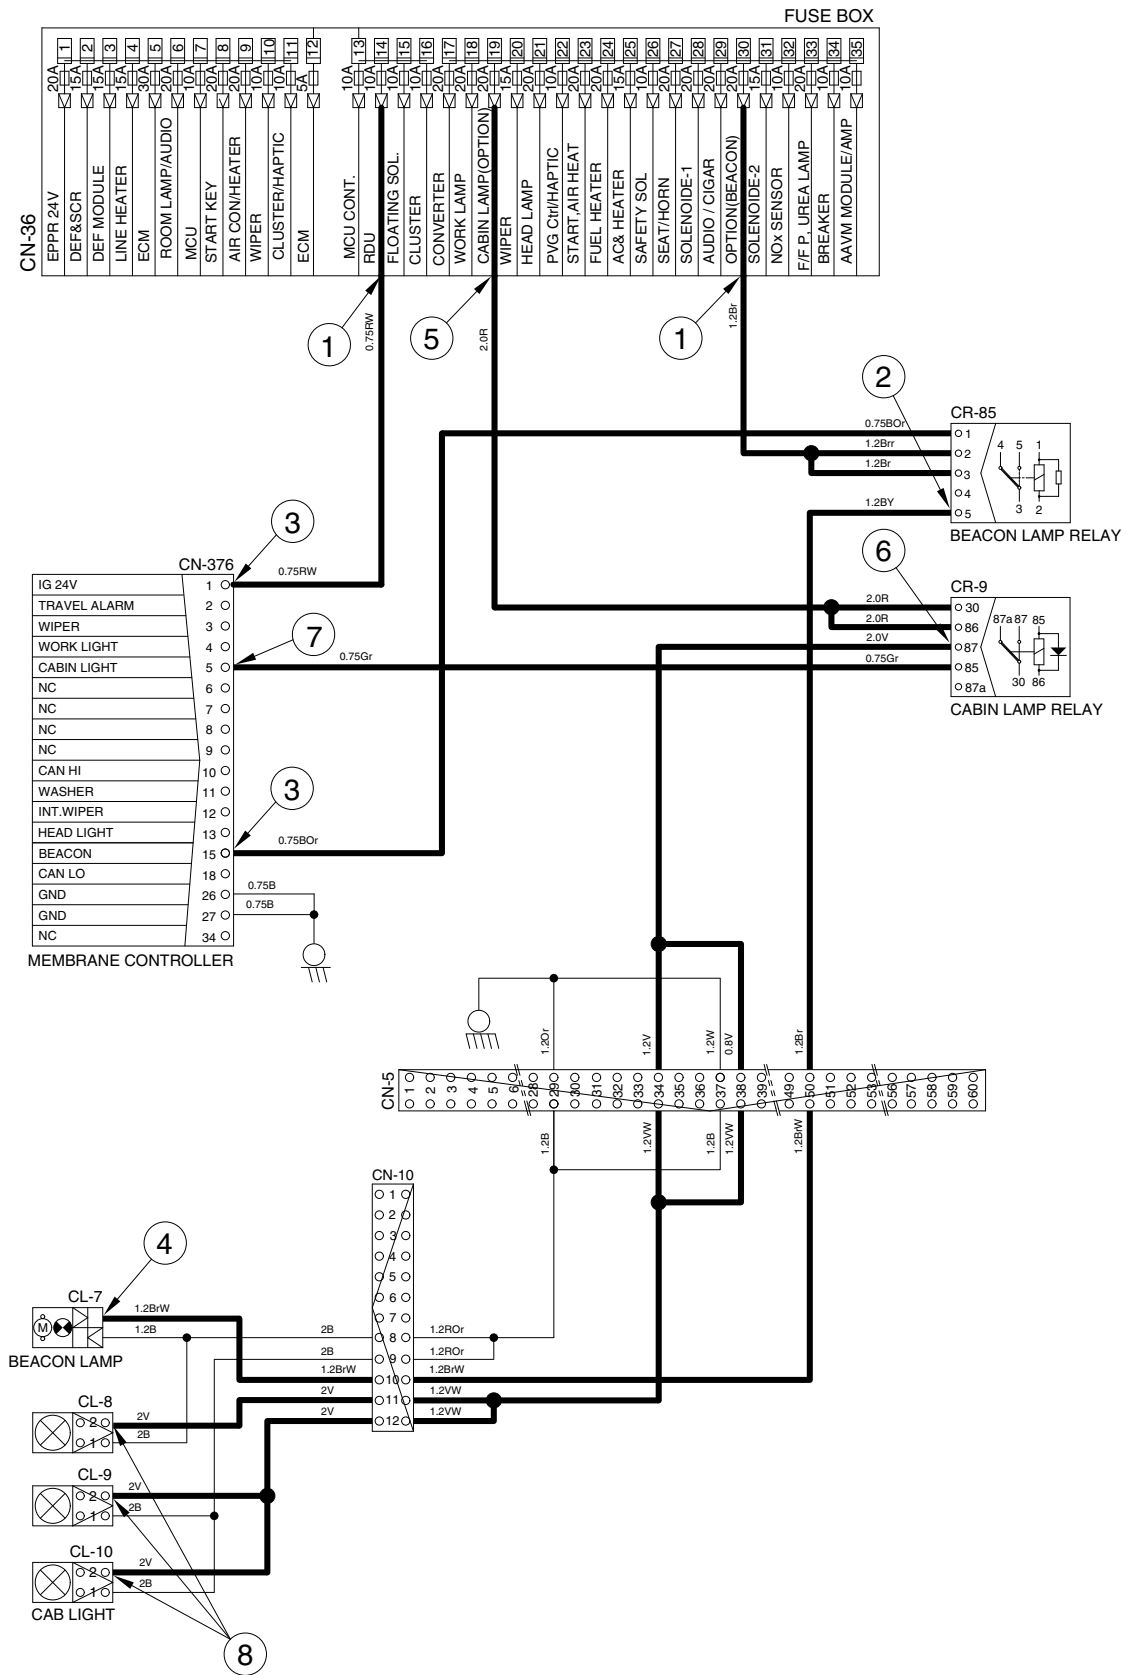 FUSE BOX
1 2 3 4 5 6 7 8 9 10 11 12 13 14 15 16 17 18 19 20 21 22 23 24 25 26 27 28 29 30 31 32 33 34 35
20A 15A 15A 15A 30A 20A 10A 20A 20A 10A 10A 5A 10A 10A 10A 10A 20A 20A 20A 15A 20A 10A 20A 20A 15A 10A 20A 20A 20A 20A 15A 10A 20A 10A 10A
CN-36
EPPR 24V
DEF&SCR
DEF MODULE
LINE HEATER
ECM
ROOM LAMP/AUDIO
MCU
START KEY
AIR CON/HEATER
WIPER
CLUSTER/HAPTIC
ECM
MCU CONT.
RDU
FLOATING SOL.
CLUSTER
CONVERTER
WORK LAMP
CABIN LAMP(OPTION)
WIPER
HEAD LAMP
PVG Ctrl/HAPTIC
START,AIR HEAT
FUEL HEATER
AC& HEATER
SAFETY SOL
SEAT/HORN
SOLENOIDE-1
AUDIO / CIGAR
OPTION(BEACON)
SOLENOIDE-2
NOx SENSOR
F/F P, UREA LAMP
BREAKER
AAVM MODULE/AMP
1
0.75RW
5
2.0R
1
1.2Br
2
CR-85
0.75BOr 1
1.2Brr 2
1.2Br 3
4
1.2BY 5
4 5 1
3 2
BEACON LAMP RELAY
3
6
CN-376
0.75RW
CR-9
2.0R 30
2.0R 86
2.0V 87
0.75Gr 85
87a
87a 87 85
30 86
CABIN LAMP RELAY
7
0.75Gr
IG 24V 1
TRAVEL ALARM 2
WIPER 3
WORK LIGHT 4
CABIN LIGHT 5
NC 6
NC 7
NC 8
NC 9
CAN HI 10
WASHER 11
INT.WIPER 12
HEAD LIGHT 13
BEACON 15
CAN LO 18
GND 26
GND 27
NC 34
3
0.75BOr
0.75B
0.75B
MEMBRANE CONTROLLER
1.2Or 1.2V 1.2W 0.8V 1.2Br
CN-5
1 2 3 4 5 6 28 29 30 31 32 33 34 35 36 37 38 39 49 50 51 52 53 56 57 58 59 60
1.2B 1.2VW 1.2B 1.2VW 1.2BrW
CN-10
1
2
3
4
5
6
7
8
9
10
11
12
4
CL-7
M
1.2BrW
1.2B
BEACON LAMP
2B 1.2ROr
2B 1.2ROr
1.2BrW 1.2BrW
2V 1.2VW
2V 1.2VW
CL-8
2 2V
1 2B
CL-9
2 2V
1 2B
CL-10
2 2V
1 2B
CAB LIGHT
8